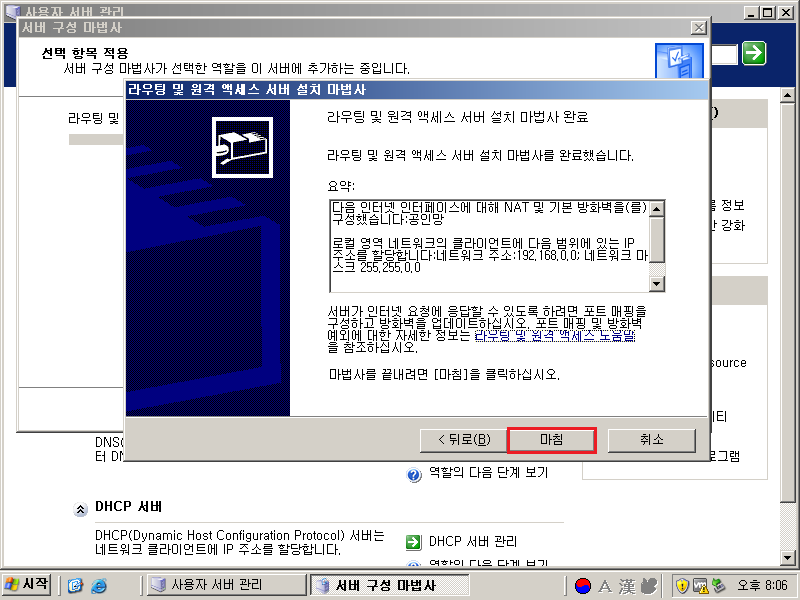 사용자 서버 관리
서버 구성 마법사
선택 항목 적용
서버 구성 마법사가 선택한 역할을 이 서버에 추가하는 중입니다.
라우팅 및 원격 액세스 서버 설치 마법사
라우팅 및
라우팅 및 원격 액세스 서버 설치 마법사 완료
라우팅 및 원격 액세스 서버 설치 마법사를 완료했습니다.
요약:
다음 인터넷 인터페이스에 대해 NAT 및 기본 방화벽을(를)
구성했습니다:공인망
로컬 영역 네트워크의 클라이언트에 다음 범위에 있는 IP
주소를 할당합니다:네트워크 주소:192.168.0.0; 네트워크 마
스크 255.255.0.0
정보
강화
서버가 인터넷 요청에 응답할 수 있도록 하려면 포트 매핑을
구성하고 방화벽을 업데이트하십시오. 포트 매핑 및 방화벽
예외에 대한 자세한 정보는 라우팅 및 원격 액세스 도움말
을 참조하십시오.
source
마법사를 끝내려면 [마침]을 클릭하십시오.
티
< 뒤로(B)
마침
취소
DNS(
터 DN
로그램
역할의 다음 단계 보기
DHCP 서버
DHCP(Dynamic Host Configuration Protocol) 서버는
네트워크 클라이언트에 IP 주소를 할당합니다.
DHCP 서버 관리
역할의 다음 단계 보기
시작
사용자 서버 관리
서버 구성 마법사
A 漢
오후 8:06